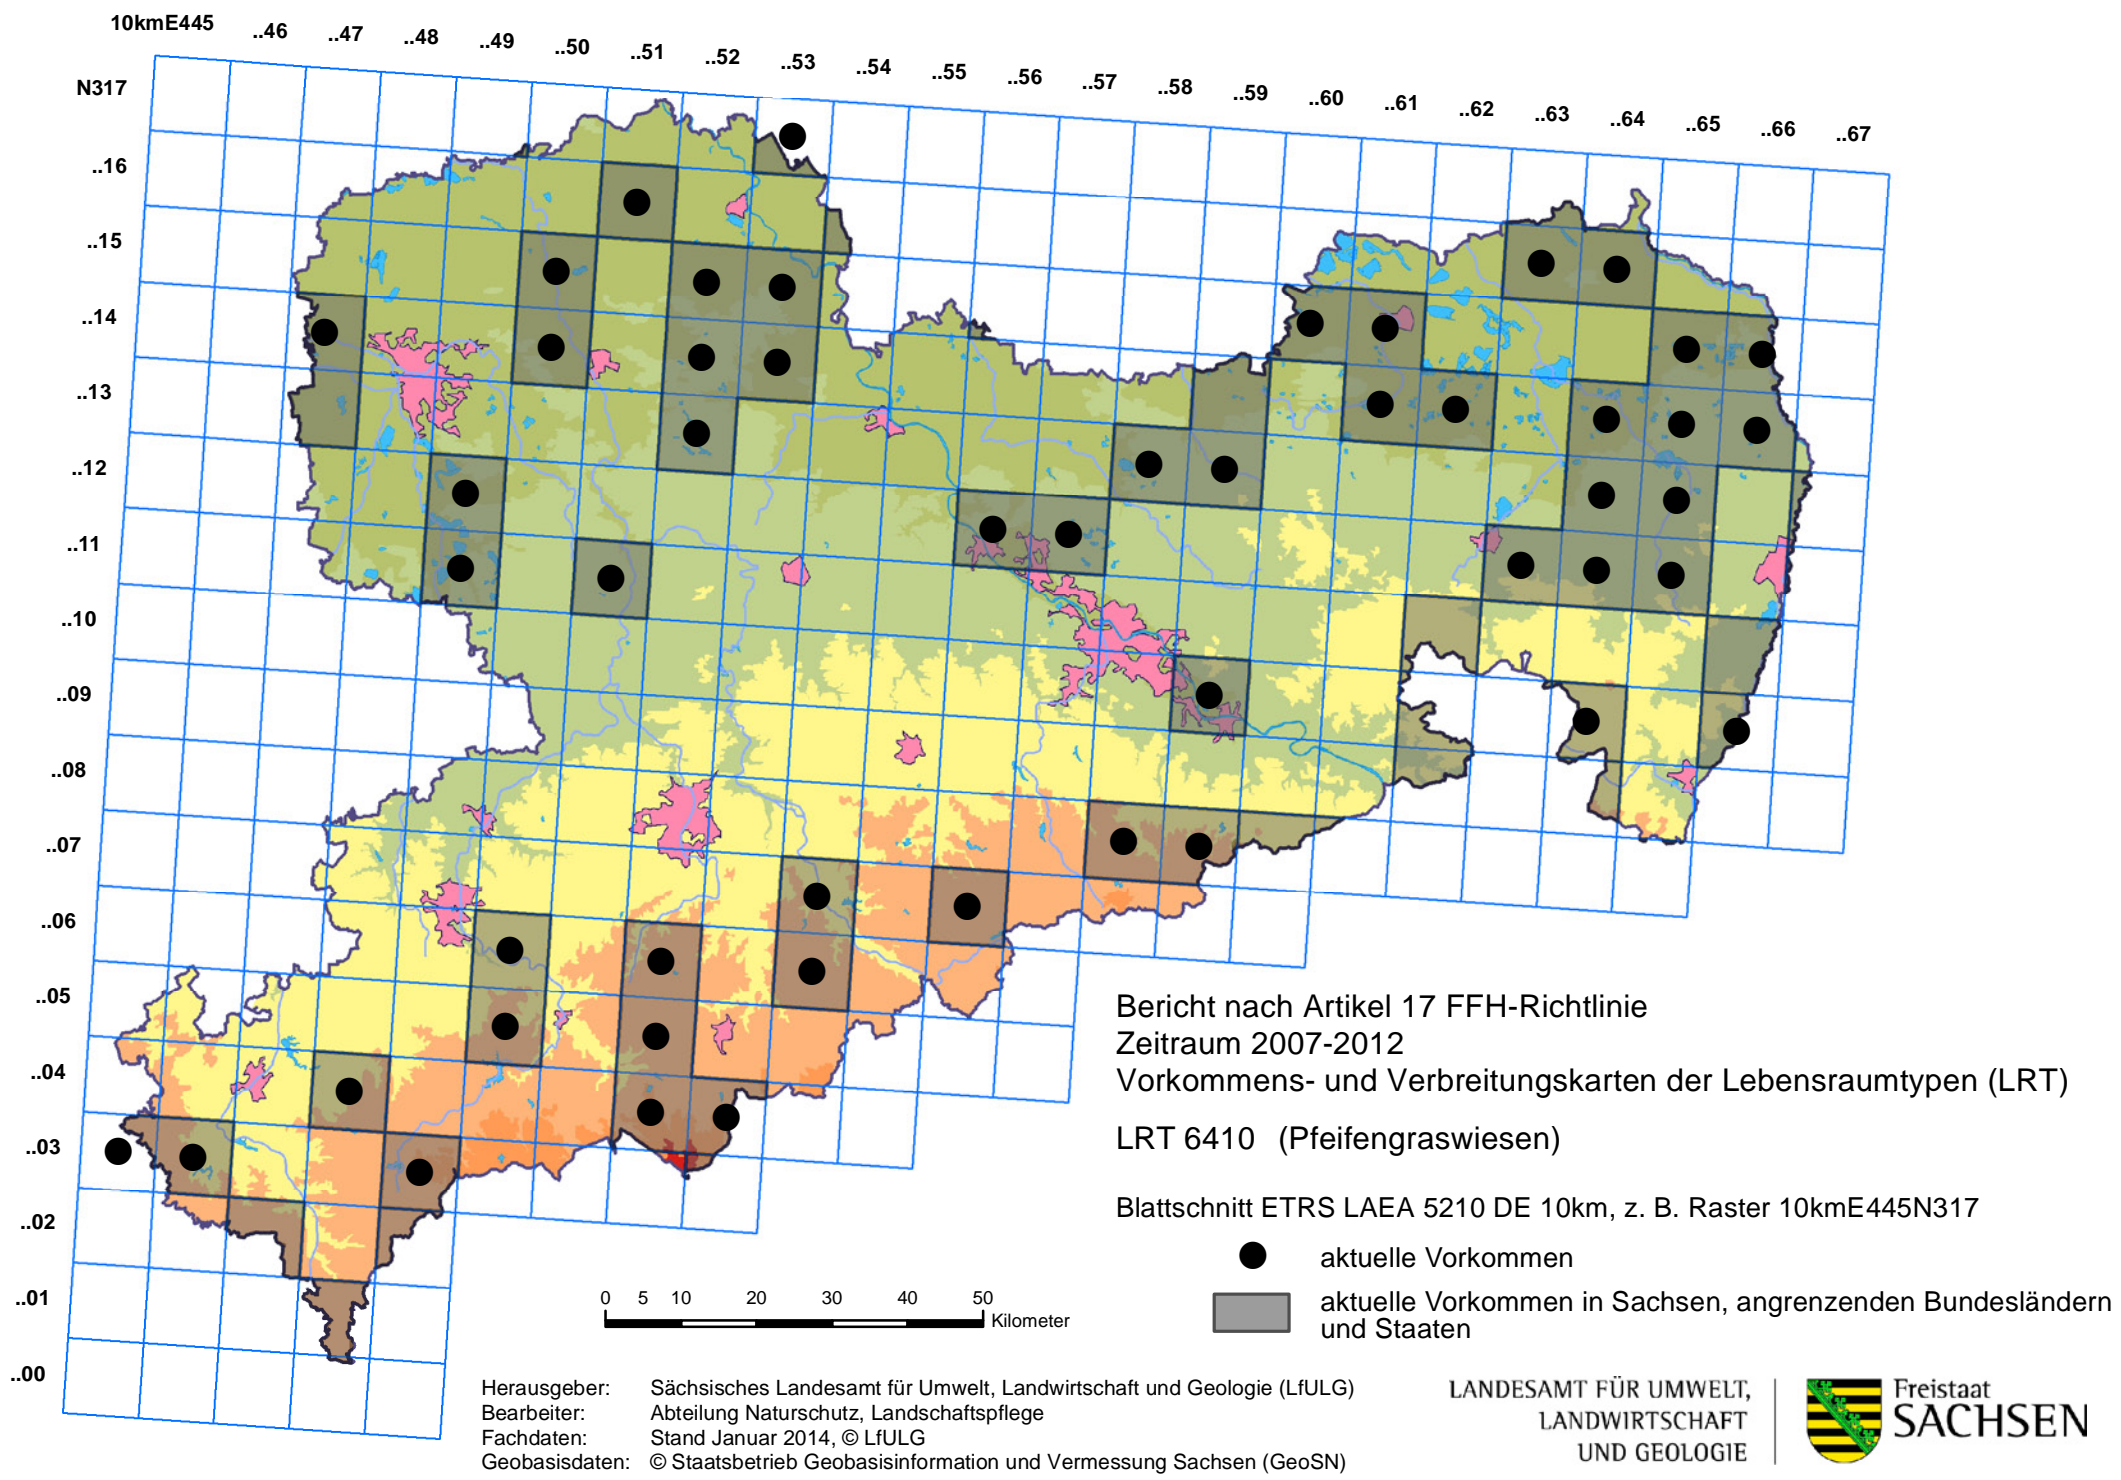 10kmE445 ..46 ..47 ..48 ..49 ..50 ..51 ..52 ..53 ..54 ..55 ..56 ..57 ..58 ..59 ..60 ..61 ..62 ..63 ..64 ..65 ..66 ..67
N317
..16
..15
..14
..13
..12
..11
..10
..09
..08
..07
..06
..05
..04
..03
..02
..01
..00
Bericht nach Artikel 17 FFH-Richtlinie
Zeitraum 2007-2012
Vorkommens- und Verbreitungskarten der Lebensraumtypen (LRT)
LRT 6410 (Pfeifengraswiesen)
Blattschnitt ETRS LAEA 5210 DE 10km, z. B. Raster 10kmE445N317
aktuelle Vorkommen
aktuelle Vorkommen in Sachsen, angrenzenden Bundesländern
und Staaten
0 5 10 20 30 40 50
Kilometer
Herausgeber: Sächsisches Landesamt für Umwelt, Landwirtschaft und Geologie (LfULG)
Bearbeiter: Abteilung Naturschutz, Landschaftspflege
Fachdaten: Stand Januar 2014, © LfULG
Geobasisdaten: © Staatsbetrieb Geobasisinformation und Vermessung Sachsen (GeoSN)
LANDESAMT FÜR UMWELT,
LANDWIRTSCHAFT
UND GEOLOGIE
Freistaat
SACHSEN